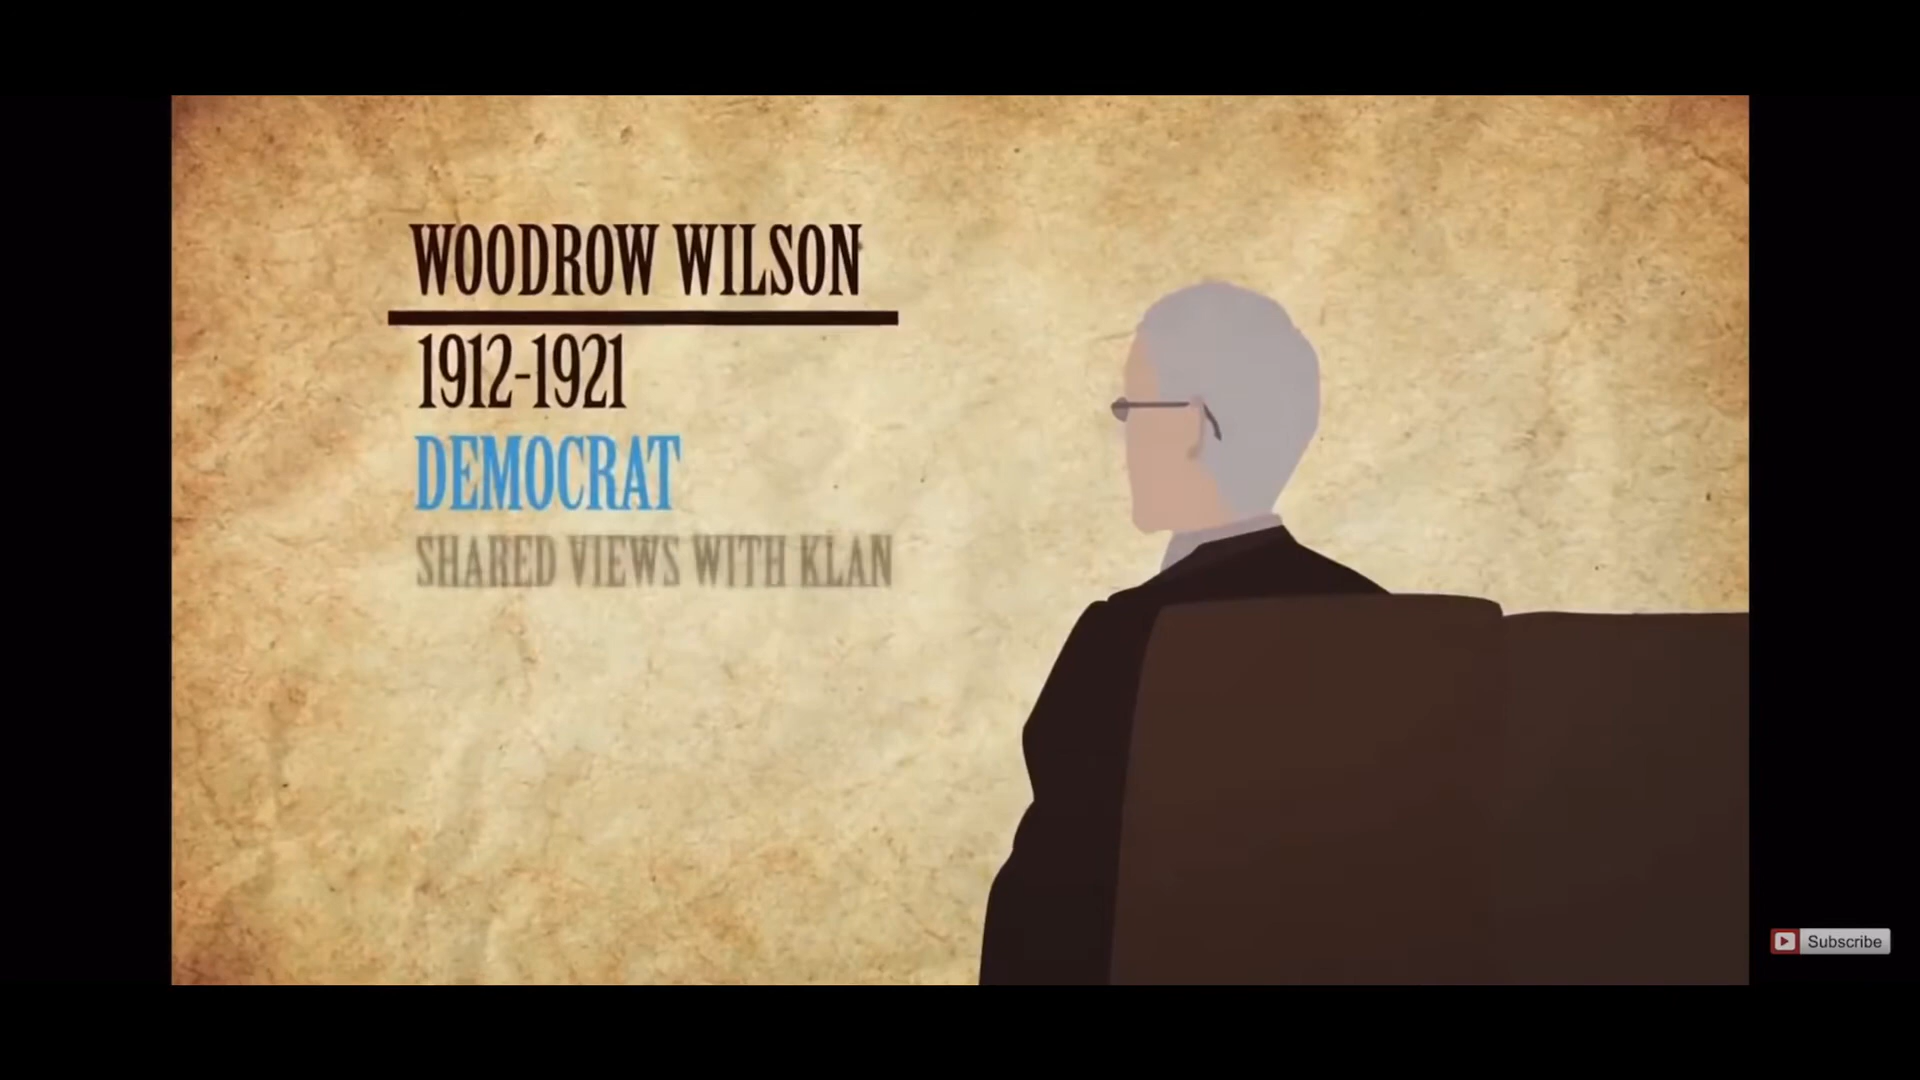 WOODROW WILSON
1912-1921
DEMOCRAT
SHARED VIEWS WITH KLAN
Subscribe